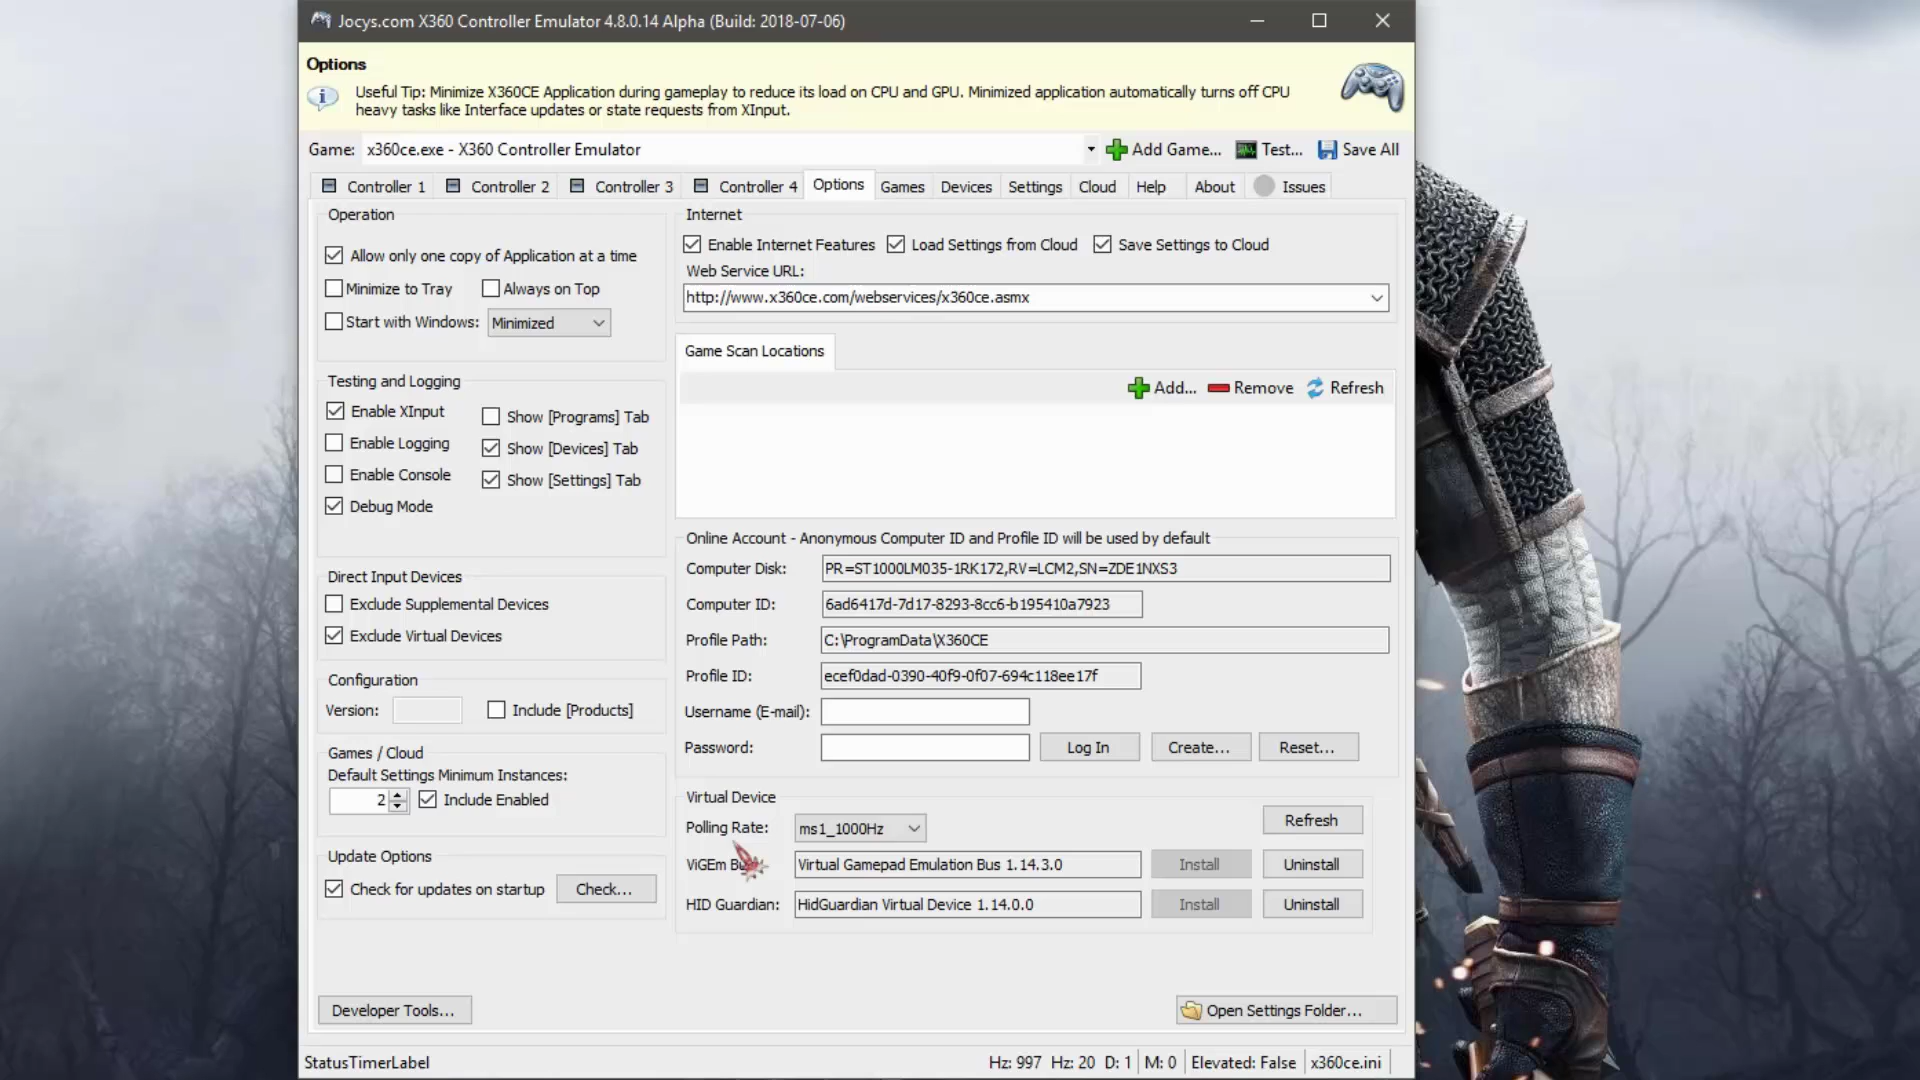 Jocys.com X360 Controller Emulator 4.8.0.14 Alpha (Build: 2018-07-06)
Options
Useful Tip: Minimize X360CE Application during gameplay to reduce its load on CPU and GPU. Minimized application automatically turns off CPU
heavy tasks like Interface updates or state requests from XInput.
Game: x360ce.exe - X360 Controller Emulator Add Game... Test... Save All
Controller 1 Controller 2 Controller 3 Controller 4 Options Games Devices Settings Cloud Help About Issues
Operation
Allow only one copy of Application at a time
Minimize to Tray Always on Top
Start with Windows: Minimized
Testing and Logging
Enable XInput
Show [Programs] Tab
Enable Logging
Show [Devices] Tab
Enable Console
Show [Settings] Tab
Debug Mode
Direct Input Devices
Exclude Supplemental Devices
Exclude Virtual Devices
Configuration
Version: Include [Products]
Games / Cloud
Default Settings Minimum Instances:
2 Include Enabled
Update Options
Check for updates on startup Check...
Developer Tools...
Internet
Enable Internet Features Load Settings from Cloud Save Settings to Cloud
Web Service URL:
http://www.x360ce.com/webservices/x360ce.asmx
Game Scan Locations
Add... Remove Refresh
Online Account - Anonymous Computer ID and Profile ID will be used by default
Computer Disk: PR=ST1000LM035-1RK172,RV=LCM2,SN=ZDE1NXS3
Computer ID: 6ad6417d-7d17-8293-8cc6-b195410a7923
Profile Path: C:\ProgramData\X360CE
Profile ID: ecef0dad-0390-40f9-0f07-694c118ee17f
Username (E-mail):
Password: Log In Create... Reset...
Virtual Device
Polling Rate: ms1_1000Hz Refresh
ViGEm Virtual Gamepad Emulation Bus 1.14.3.0 Install Uninstall
HID Guardian: HidGuardian Virtual Device 1.14.0.0 Install Uninstall
Open Settings Folder...
StatusTimerLabel Hz: 997 Hz: 20 D: 1 M: 0 Elevated: False x360ce.ini